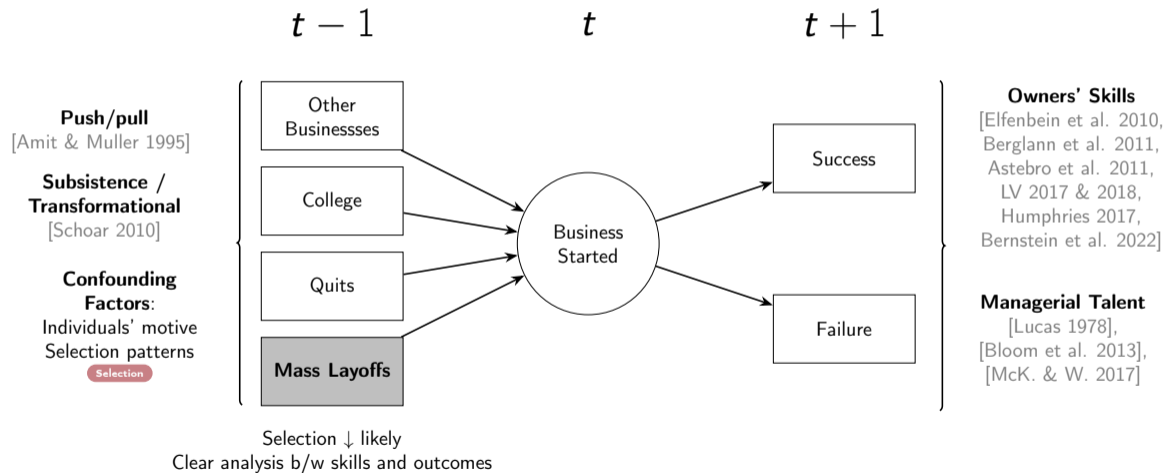 t − 1
t
t + 1
Push/pull
[Amit & Muller 1995]
Subsistence /
Transformational
[Schoar 2010]
Confounding
Factors:
Individuals' motive
Selection patterns
Selection
Other
Businessses
College
Quits
Mass Layoffs
Selection ↓ likely
Clear analysis b/w skills and outcomes
Business
Started
Success
Failure
Owners' Skills
[Elfenbein et al. 2010,
Berglann et al. 2011,
Astebro et al. 2011,
LV 2017 & 2018,
Humphries 2017,
Bernstein et al. 2022]
Managerial Talent
[Lucas 1978],
[Bloom et al. 2013],
[McK. & W. 2017]